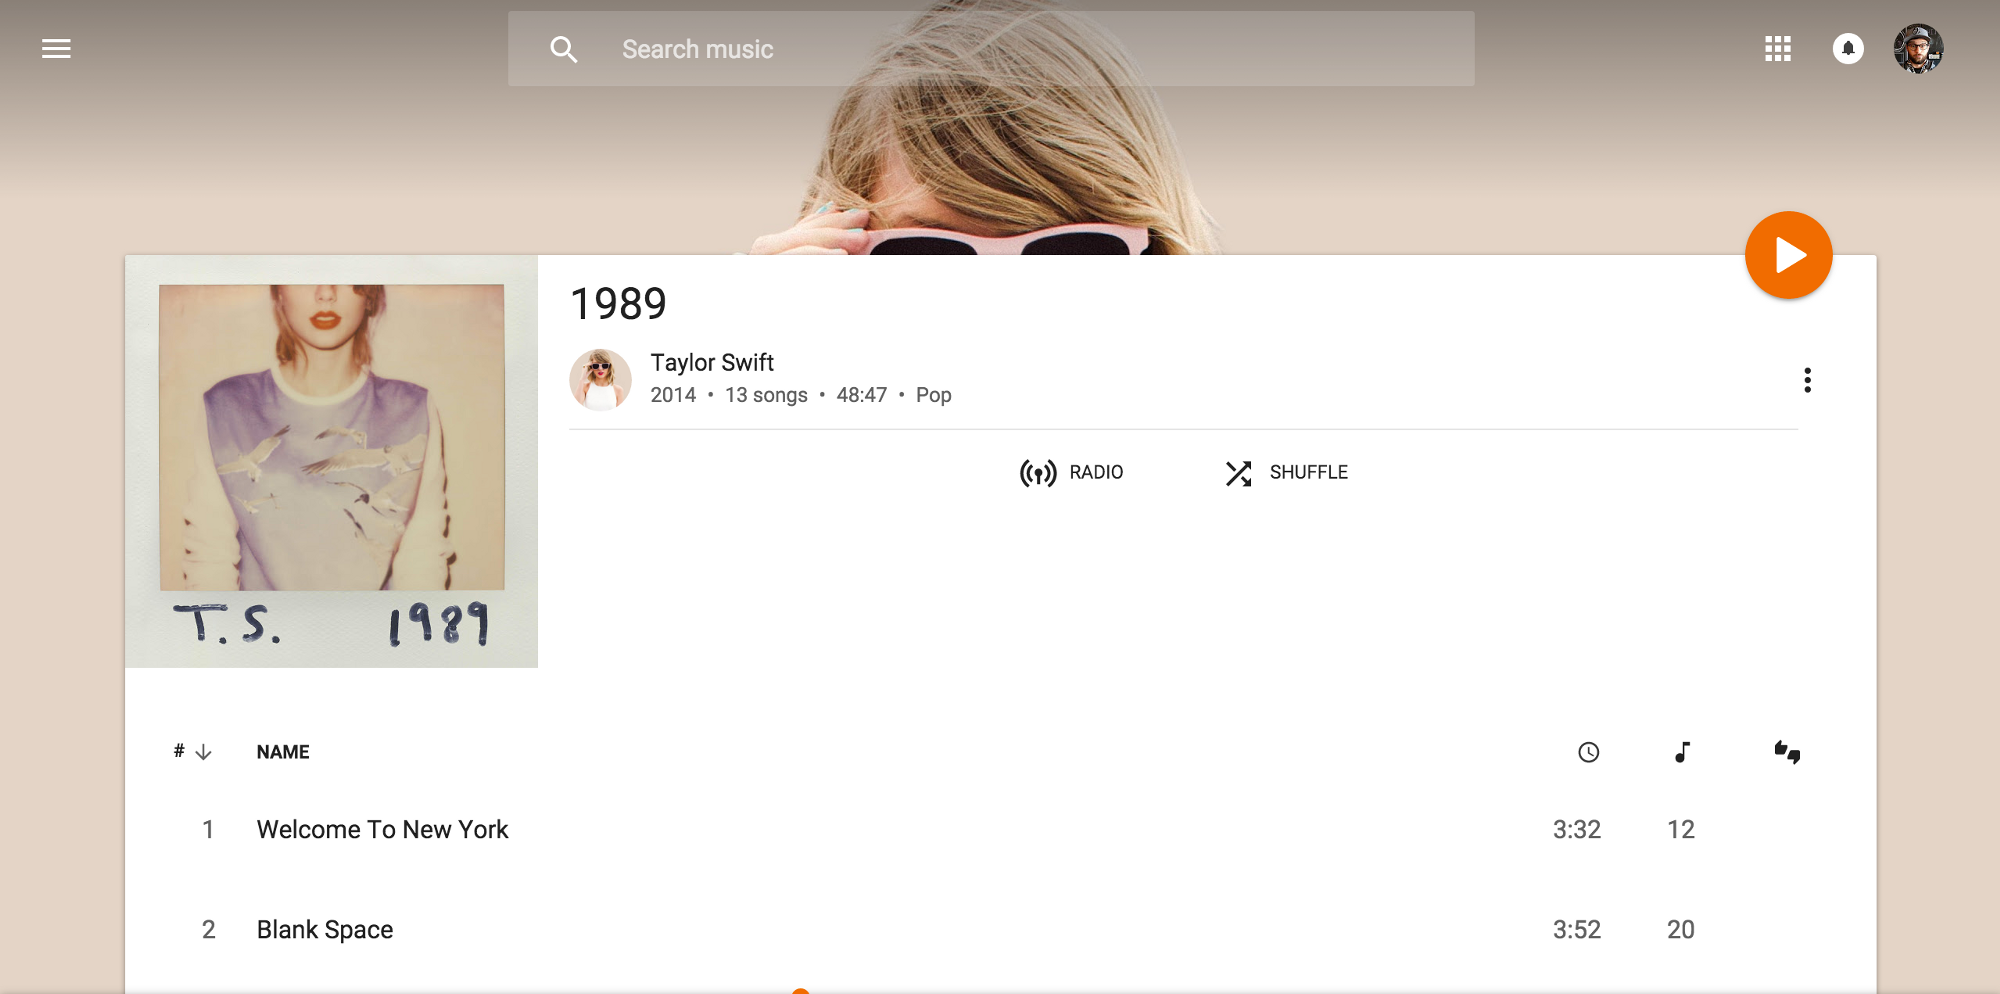 Search music
1989
Taylor Swift
2014 • 13 songs • 48:47 • Pop
RADIO SHUFFLE
T.S. 1989
# NAME
1 Welcome To New York 3:32 12
2 Blank Space 3:52 20